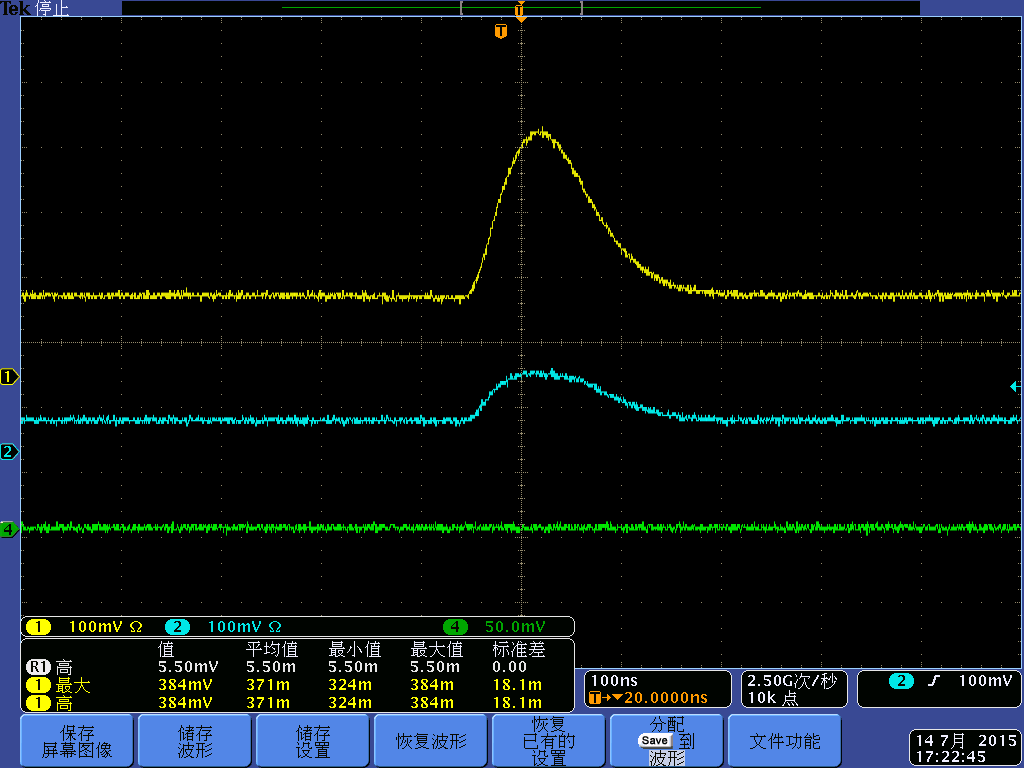 Tek 停止
T
T
1
2
4
1 100mV Ω 2 100mV Ω 4 50.0mV
值 平均值 最小值 最大值 标准差
R1 高 5.50mV 5.50m 5.50m 5.50m 0.00
1 最大 384mV 371m 324m 384m 18.1m
1 高 384mV 371m 324m 384m 18.1m
100ns
T→▼20.0000ns
2.50G次/秒
10k 点
2 100mV
保存
屏幕图像
储存
波形
储存
设置
恢复波形
恢复
已有的
设置
分配
Save 到
波形
文件功能
14 7月 2015
17:22:45